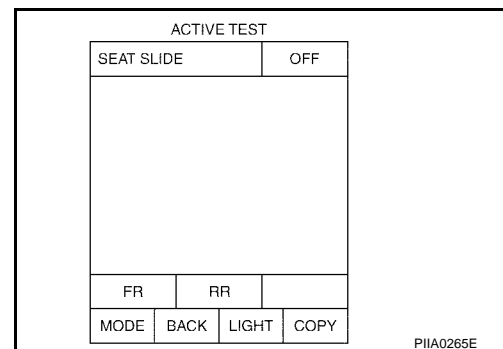 ACTIVE TEST
SEAT SLIDE OFF
FR RR
MODE BACK LIGHT COPY
PIIA0265E